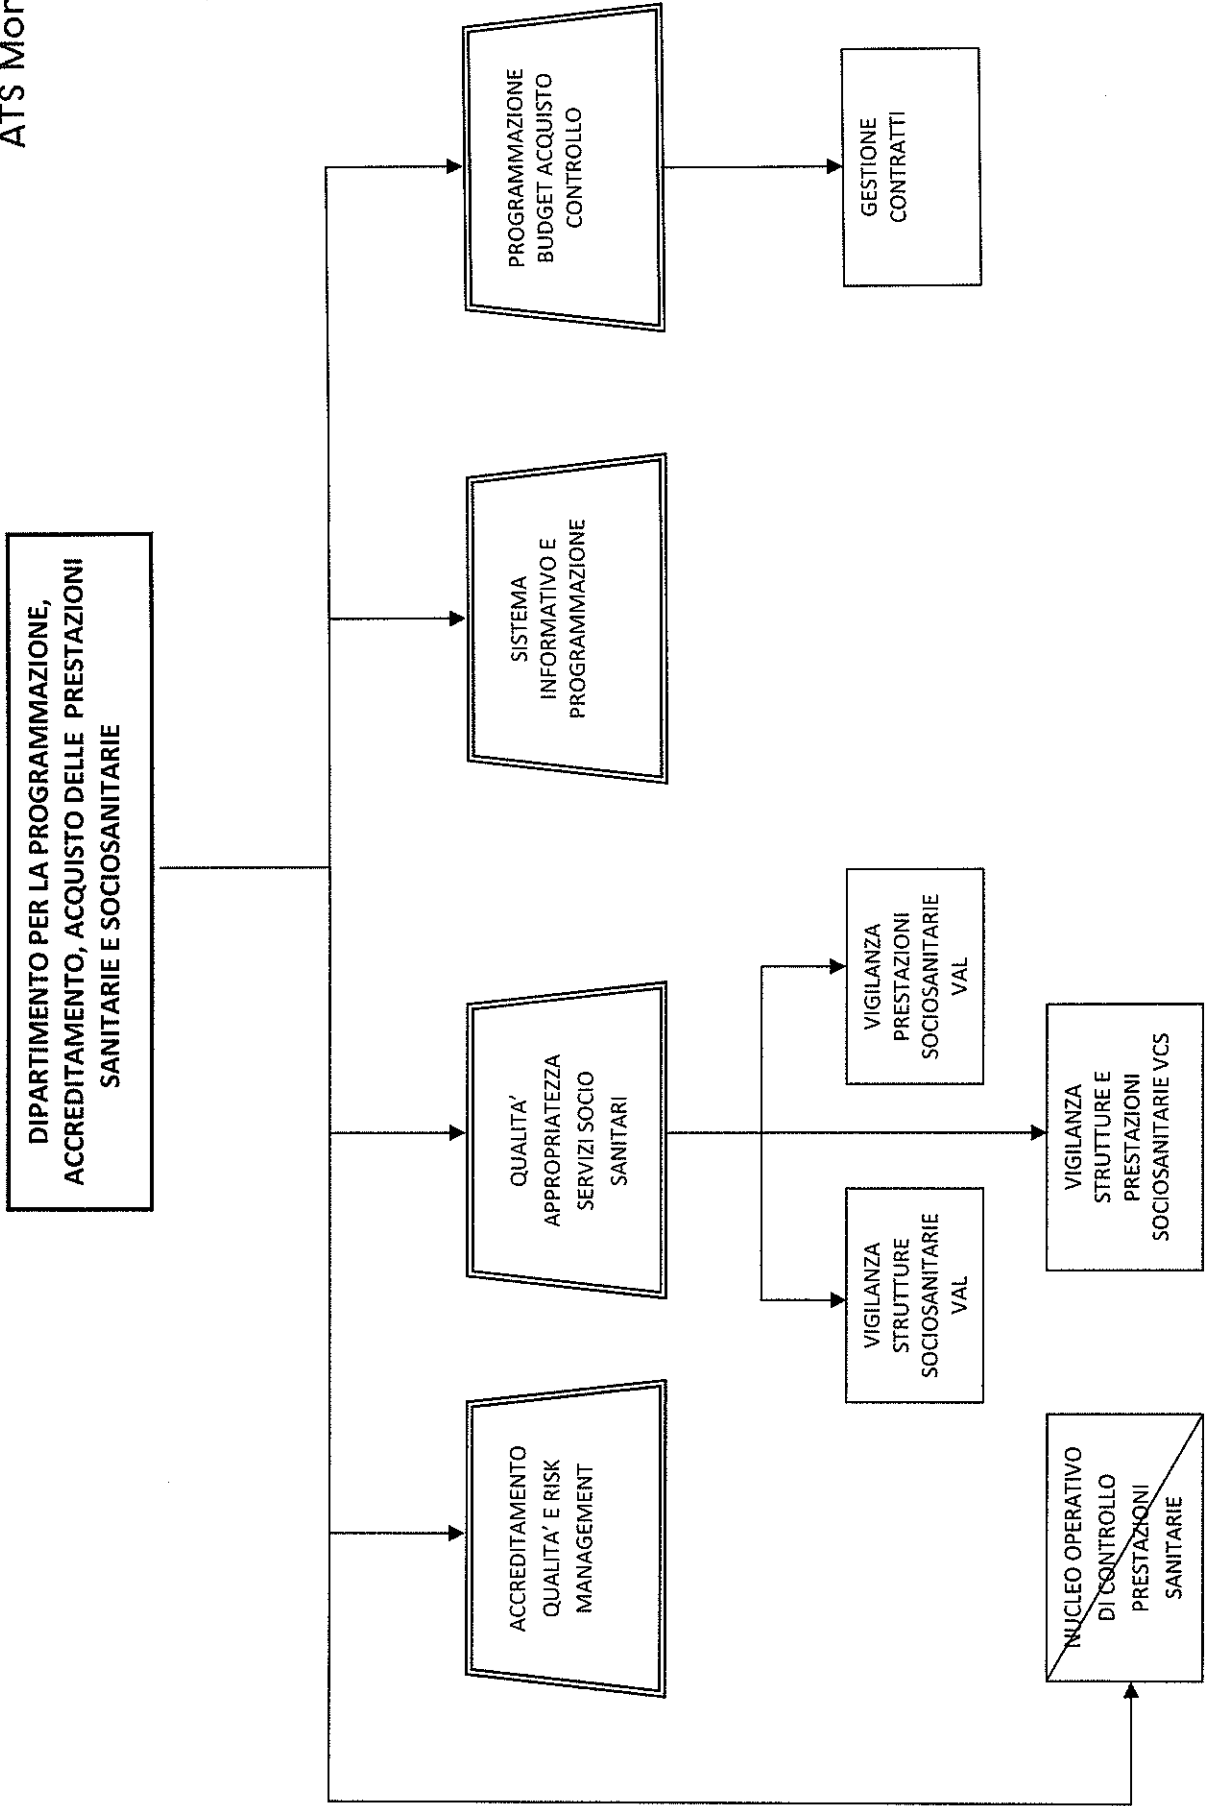 ATS
DIPARTIMENTO PER LA PROGRAMMAZIONE,
ACCREDITAMENTO, ACQUISTO DELLE PRESTAZIONI
SANITARIE E SOCIOSANITARIE
ACCREDITAMENTO
QUALITA' E RISK
MANAGEMENT
QUALITA'
APPROPRIATEZZA
SERVIZI SOCIO
SANITARI
SISTEMA
INFORMATIVO E
PROGRAMMAZIONE
PROGRAMMAZIONE
BUDGET ACQUISTO
CONTROLLO
VIGILANZA
STRUTTURE
SOCIOSANITARIE
VAL
VIGILANZA
PRESTAZIONI
SOCIOSANITARIE
VAL
GESTIONE
CONTRATTI
NUCLEO OPERATIVO
DI CONTROLLO
PRESTAZIONI
SANITARIE
VIGILANZA
STRUTTURE E
PRESTAZIONI
SOCIOSANITARIE VCS